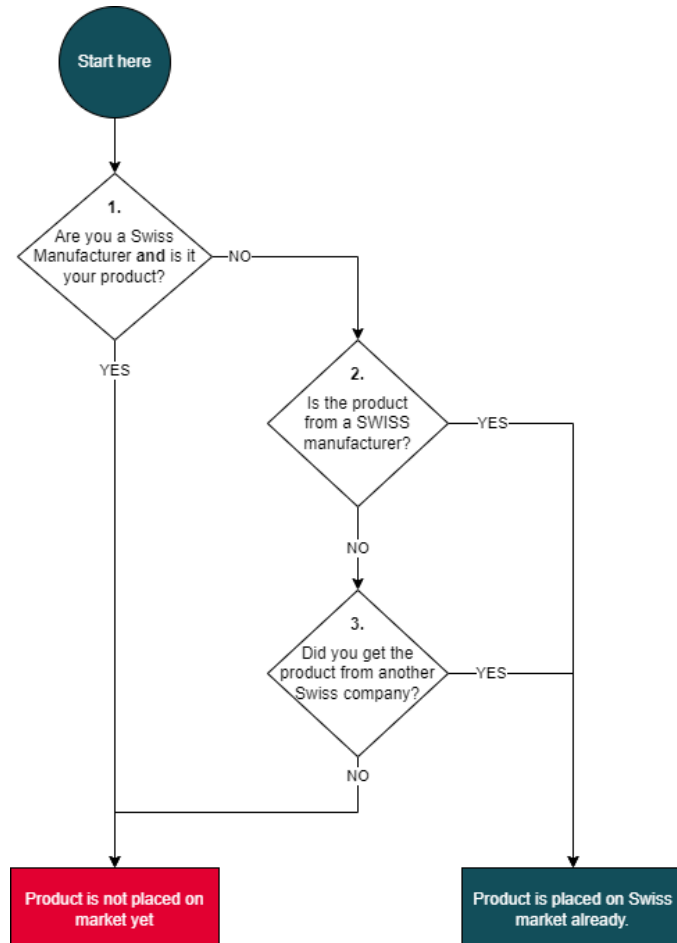 Start here
1.
Are you a Swiss
Manufacturer and is it
your product?
NO
YES
2.
Is the product
from a SWISS
manufacturer?
YES
NO
3.
Did you get the
product from another
Swiss company?
YES
NO
Product is not placed on
market yet
Product is placed on Swiss
market already.